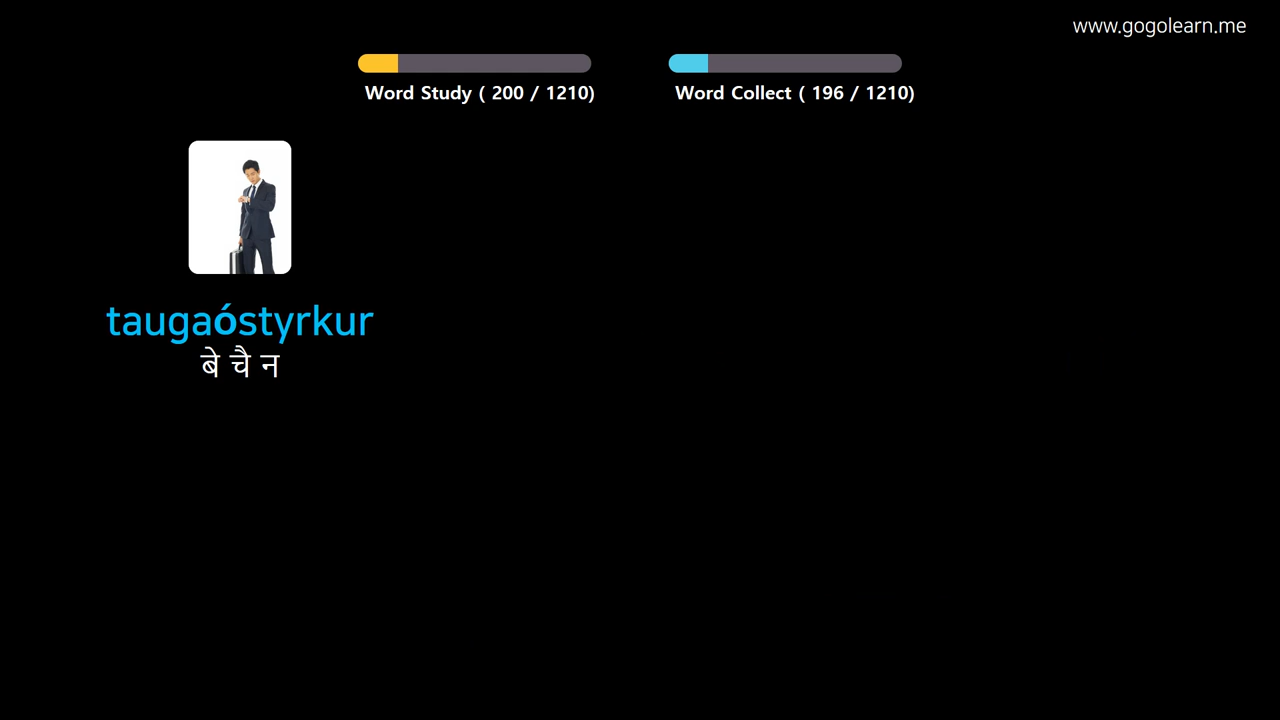 www.gogolearn.me
Word Study ( 200 / 1210)
Word Collect ( 196 / 1210)
taugaóstyrkur
बे चै न